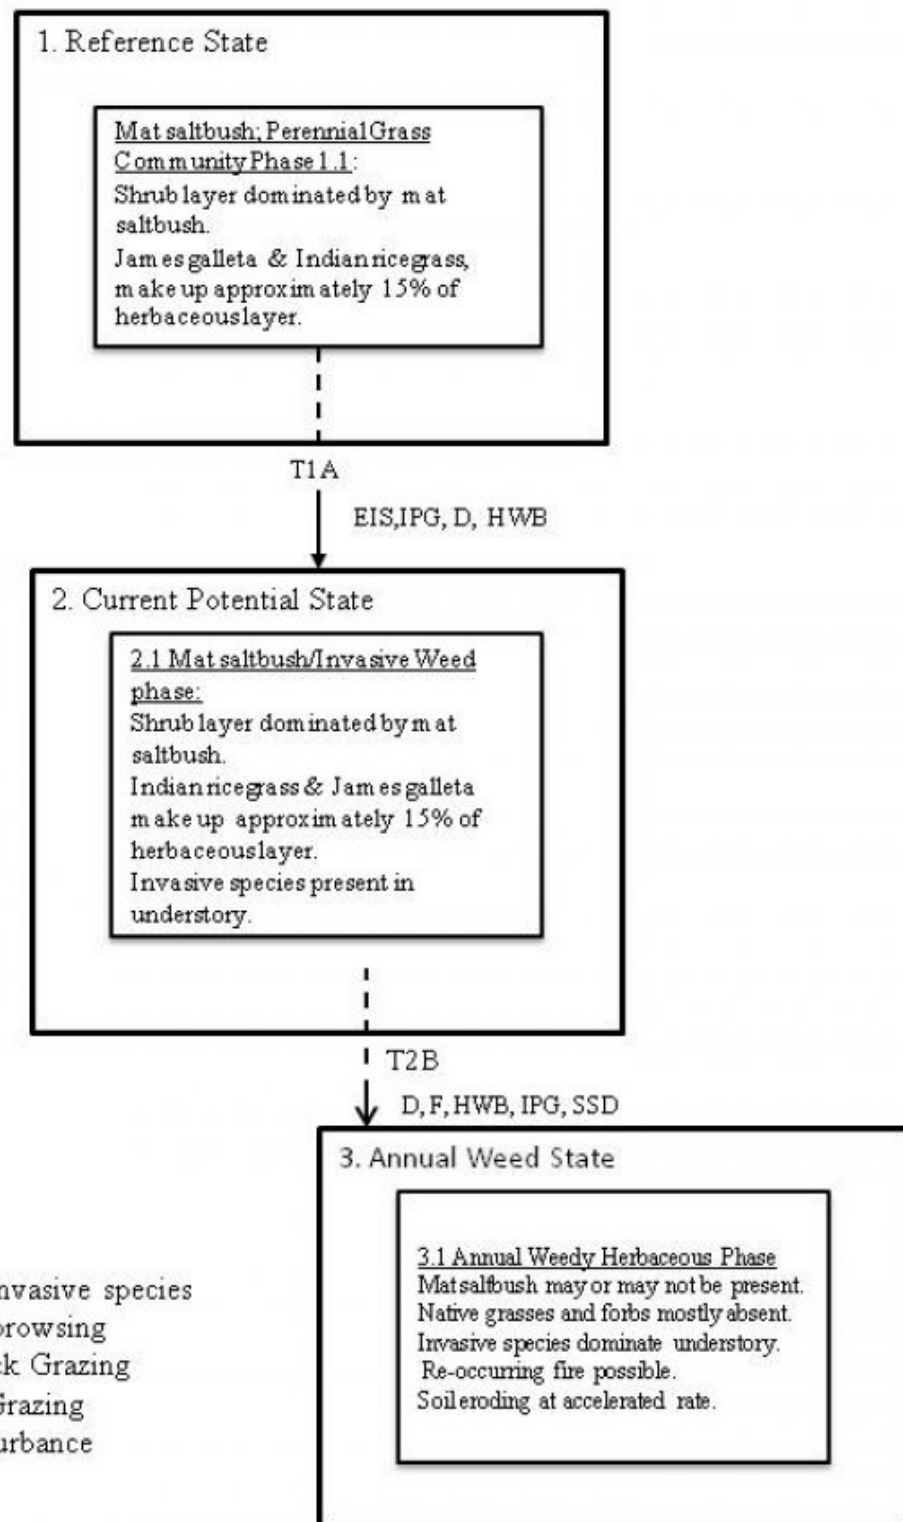 1. Reference State
Mat saltbush; Perennial Grass
Community Phase 1.1:
Shrub layer dominated by mat
saltbush.
James galleta & Indian ricegrass,
make up approximately 15% of
herbaceous layer.
T1A
EIS,IPG, D, HWB
2. Current Potential State
2.1 Mat saltbush/Invasive Weed
phase:
Shrub layer dominated by mat
saltbush.
Indian ricegrass & James galleta
make up approximately 15% of
herbaceous layer.
Invasive species present in
understory.
T2B
D, F, HWB, IPG, SSD
3. Annual Weed State
3.1 Annual Weedy Herbaceous Phase
Mat saltbush may or may not be present.
Native grasses and forbs mostly absent.
Invasive species dominate understory.
Re-occurring fire possible.
Soil eroding at accelerated rate.
species
Grazing